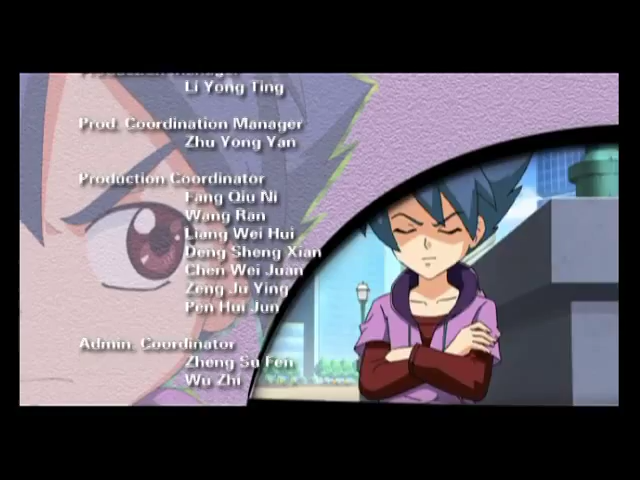 Production Manager
Li Yong Ting
Prod. Coordination Manager
Zhu Yong Yan
Production Coordinator
Fang Qiu Ni
Wang Ran
Liang Wei Hui
Deng Sheng Xian
Chen Wei Juan
Zeng Ju Ying
Pen Hui Jun
Admin. Coordinator
Zheng Su Fen
Wu Zhi